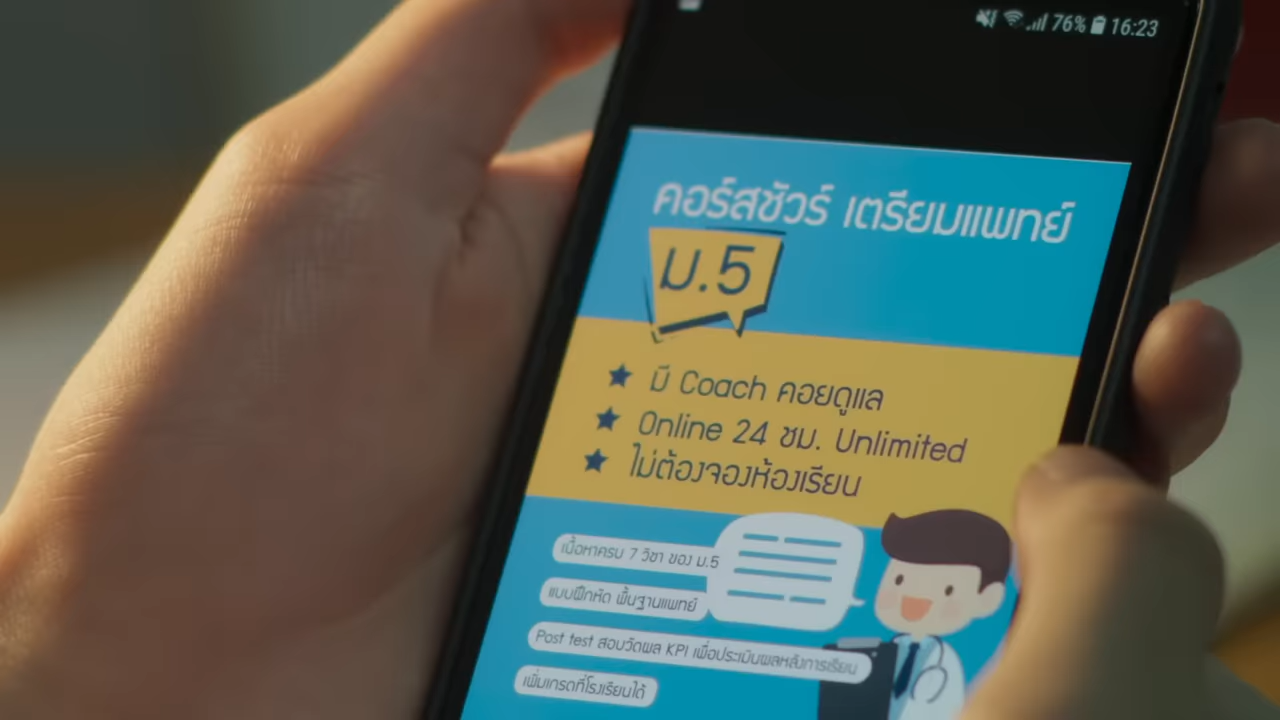 76% 16:23
คอร์สชัวร์ เตรียมแพทย์
ม.5
มี Coach คอยดูแล
Online 24 ชม. Unlimited
ไม่ต้องจองห้องเรียน
เนื้อหาครบ 7 วิชา ของ ม.5
แบบฝึกหัด พื้นฐานแพทย์
Post test สอบวัดผล KPI เพื่อประเมินผลหลังการเรียน
เพิ่มเกรดที่โรงเรียนได้